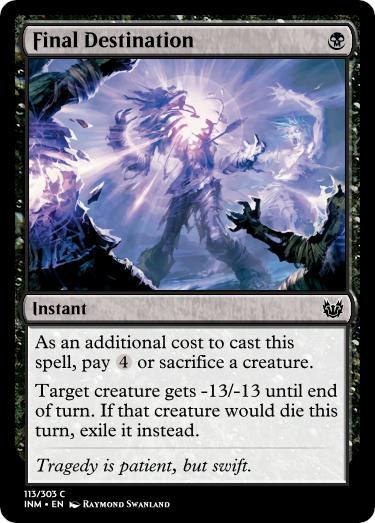 Final Destination
Instant
As an additional cost to cast this
spell, pay 4 or sacrifice a creature.
Target creature gets -13/-13 until end
of turn. If that creature would die this
turn, exile it instead.
Tragedy is patient, but swift.
113/303 C
INM • EN Raymond Swanland